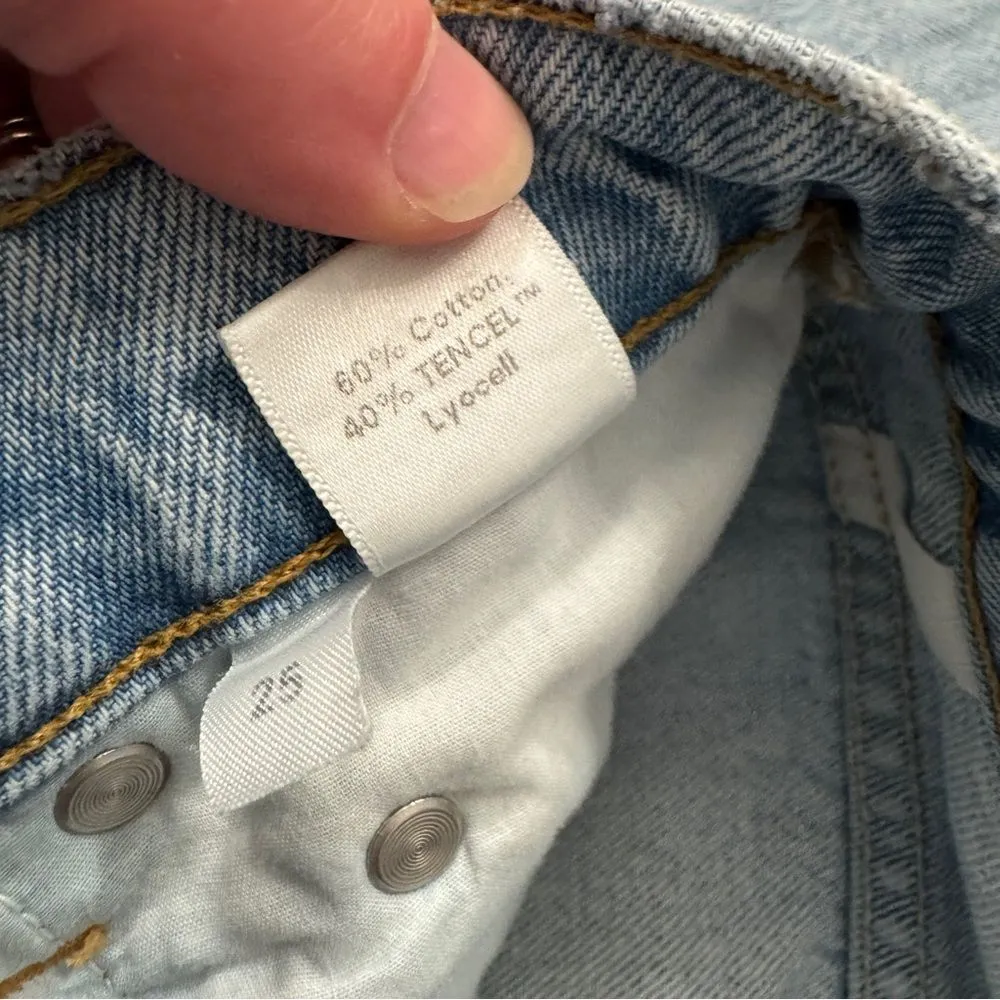 60% Cotton,
40% TENCEL™
Lyocell
25